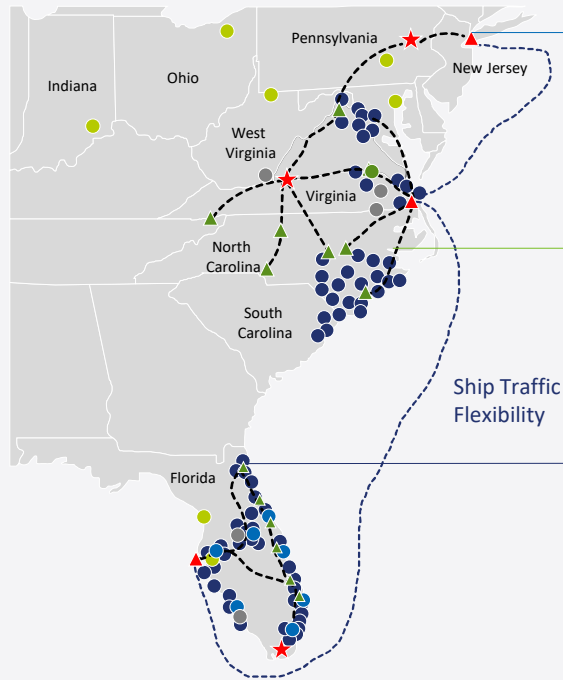 Pennsylvania
New Jersey
Ohio
Indiana
West
Virginia
Virginia
North
Carolina
South
Carolina
Ship Traffic
Flexibility
Florida